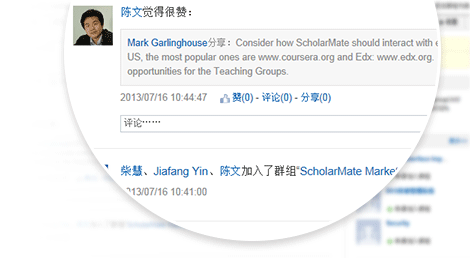 陈文觉得很赞：
Mark Garlinghouse分享：Consider how ScholarMate should interact with
US, the most popular ones are www.coursera.org and Edx: www.edx.org.
opportunities for the Teaching Groups.
2013/07/16 10:44:47 赞(0) - 评论(0) - 分享(0)
评论……
柴慧、Jiafang Yin、陈文加入了群组“ScholarMate Market
2013/07/16 10:41:00